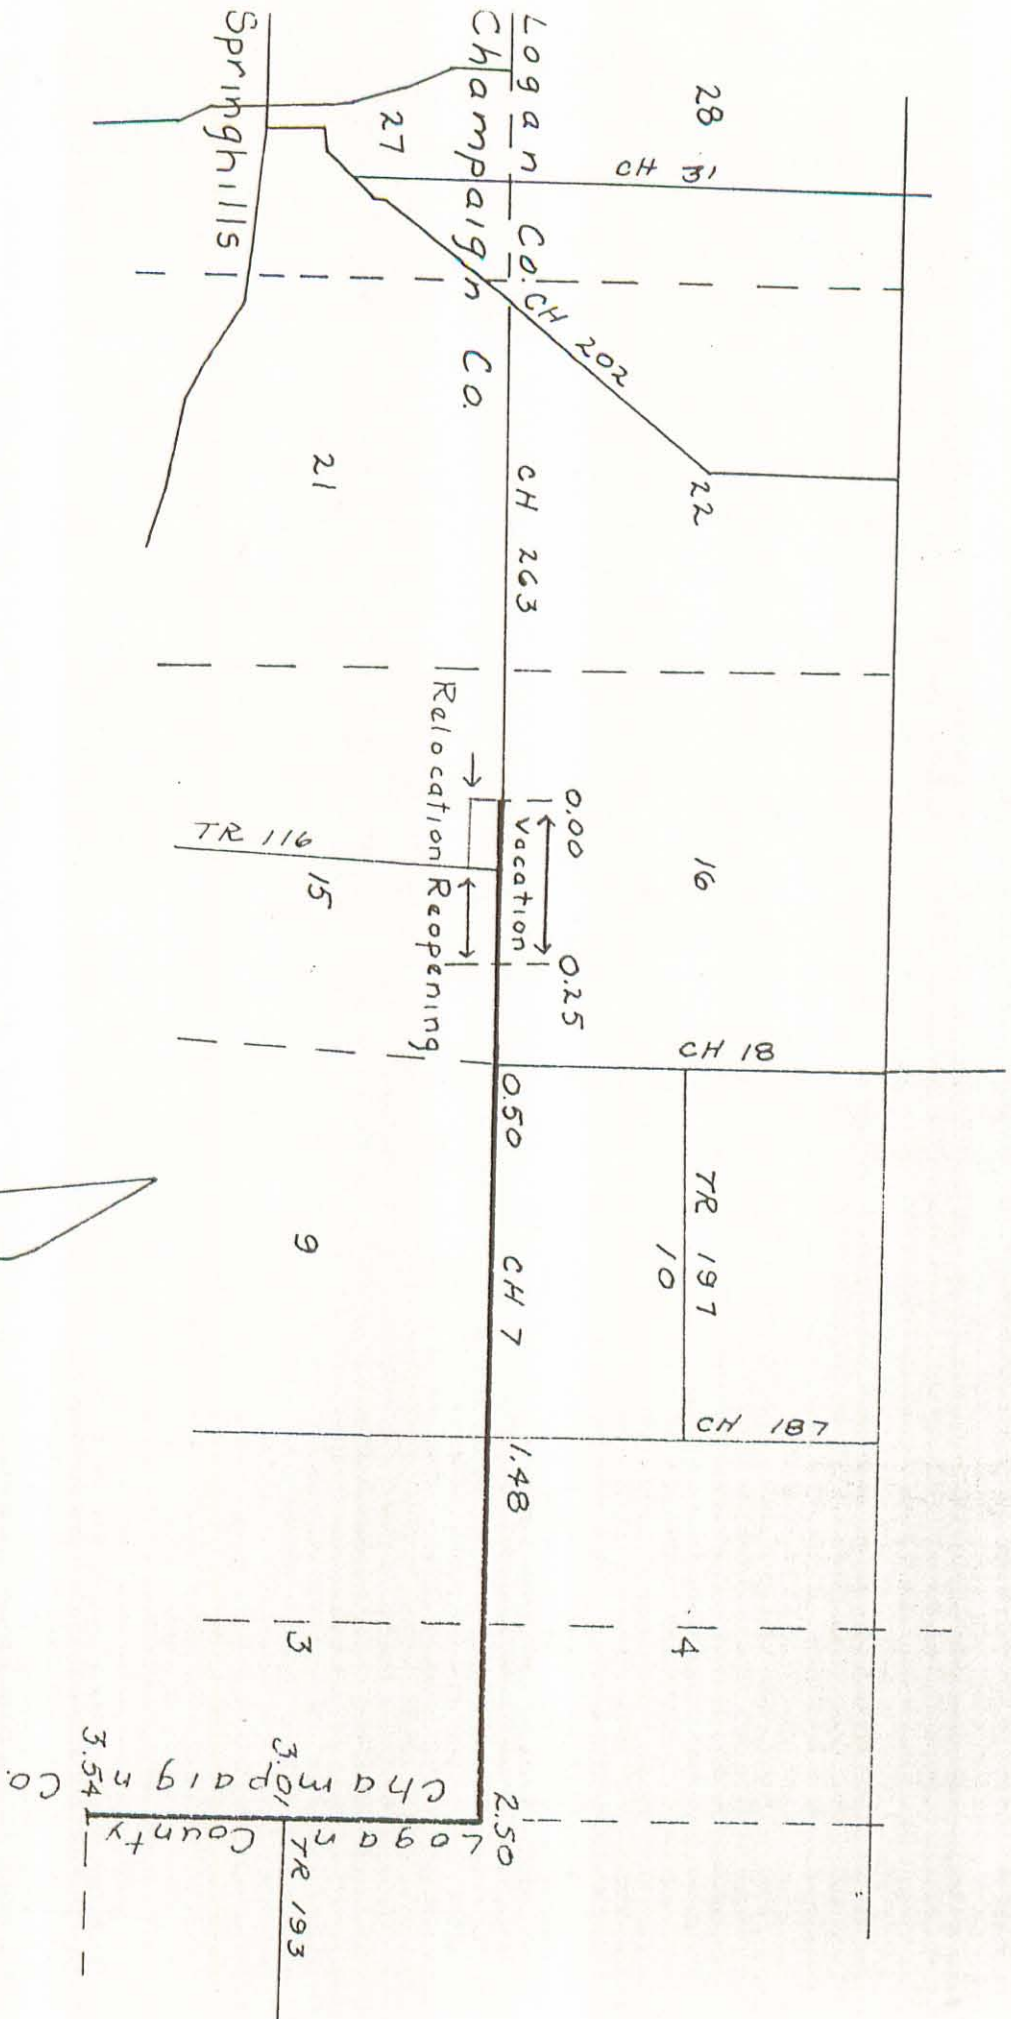 28
CH 31
Logan Co.
Champaign Co.
27
Springhills
CH 202
22
CH 263
21
16
0.00
Vacation
0.25
Relocation
Reopening
TR 116
15
CH 18
TR 197
10
0.50
CH 7
9
CH 187
1.48
4
3
2.50
Logan County
Champaign Co.
3.01
TR 193
3.54